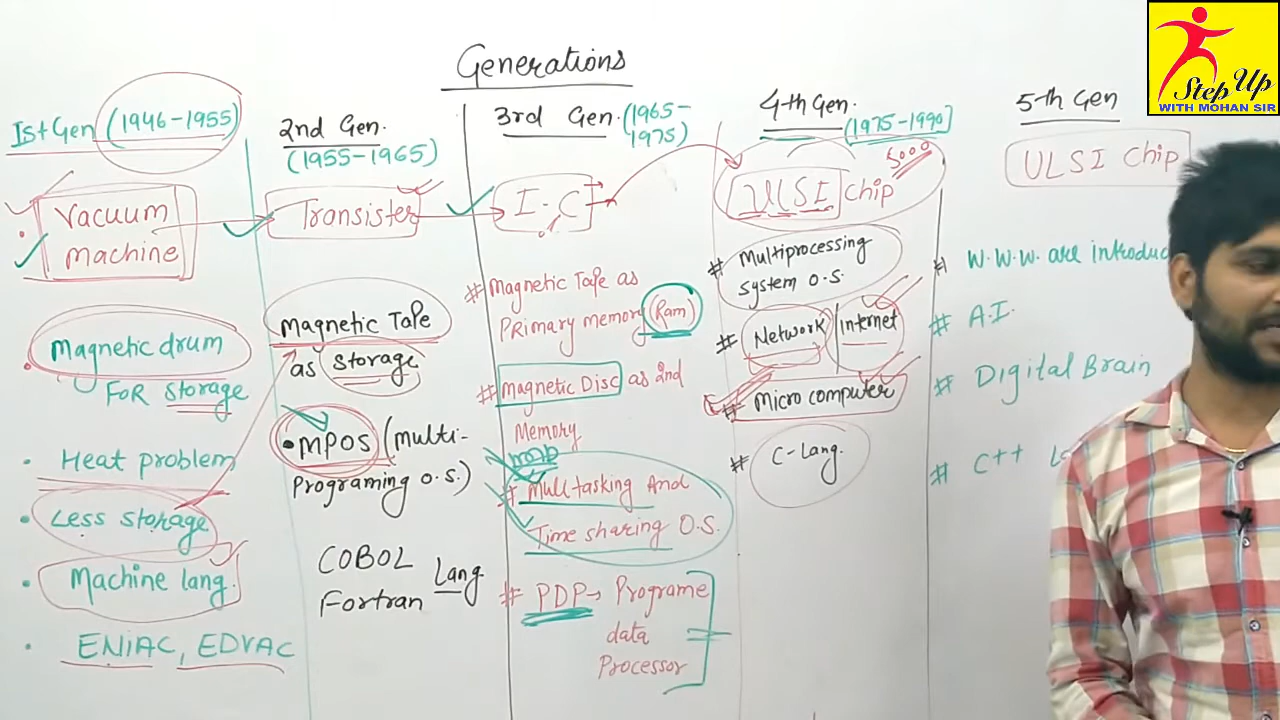 Generations
Ist Gen (1946-1955)
Vacuum
machine
Magnetic drum
FOR Storage
Heat problem
Less storage
Machine lang.
ENIAC, EDVAC
2nd Gen.
(1955-1965)
Transister
Magnetic Tape
as storage
MPOS (Multi-
Programing O.S.)
COBOL
Fortran Lang
3rd Gen. (1965-
1975)
I.C
# Magnetic Tape as
PRimary memory (Ram)
# Magnetic Disc as 2nd
Memory
# Multasking And
Time sharing O.S.
# PDP→ Programe
data
Processor
4th Gen.
(1975-1990)
5000
VLSI Chip
# Multiprocessing
System O.S.
# Network | Internet
# Micro computer
# C-Lang.
5th Gen
ULSI Chip
# W.W.W. are introduc
# A.I.
# Digital Brain
# C++
Step Up
WITH MOHAN SIR